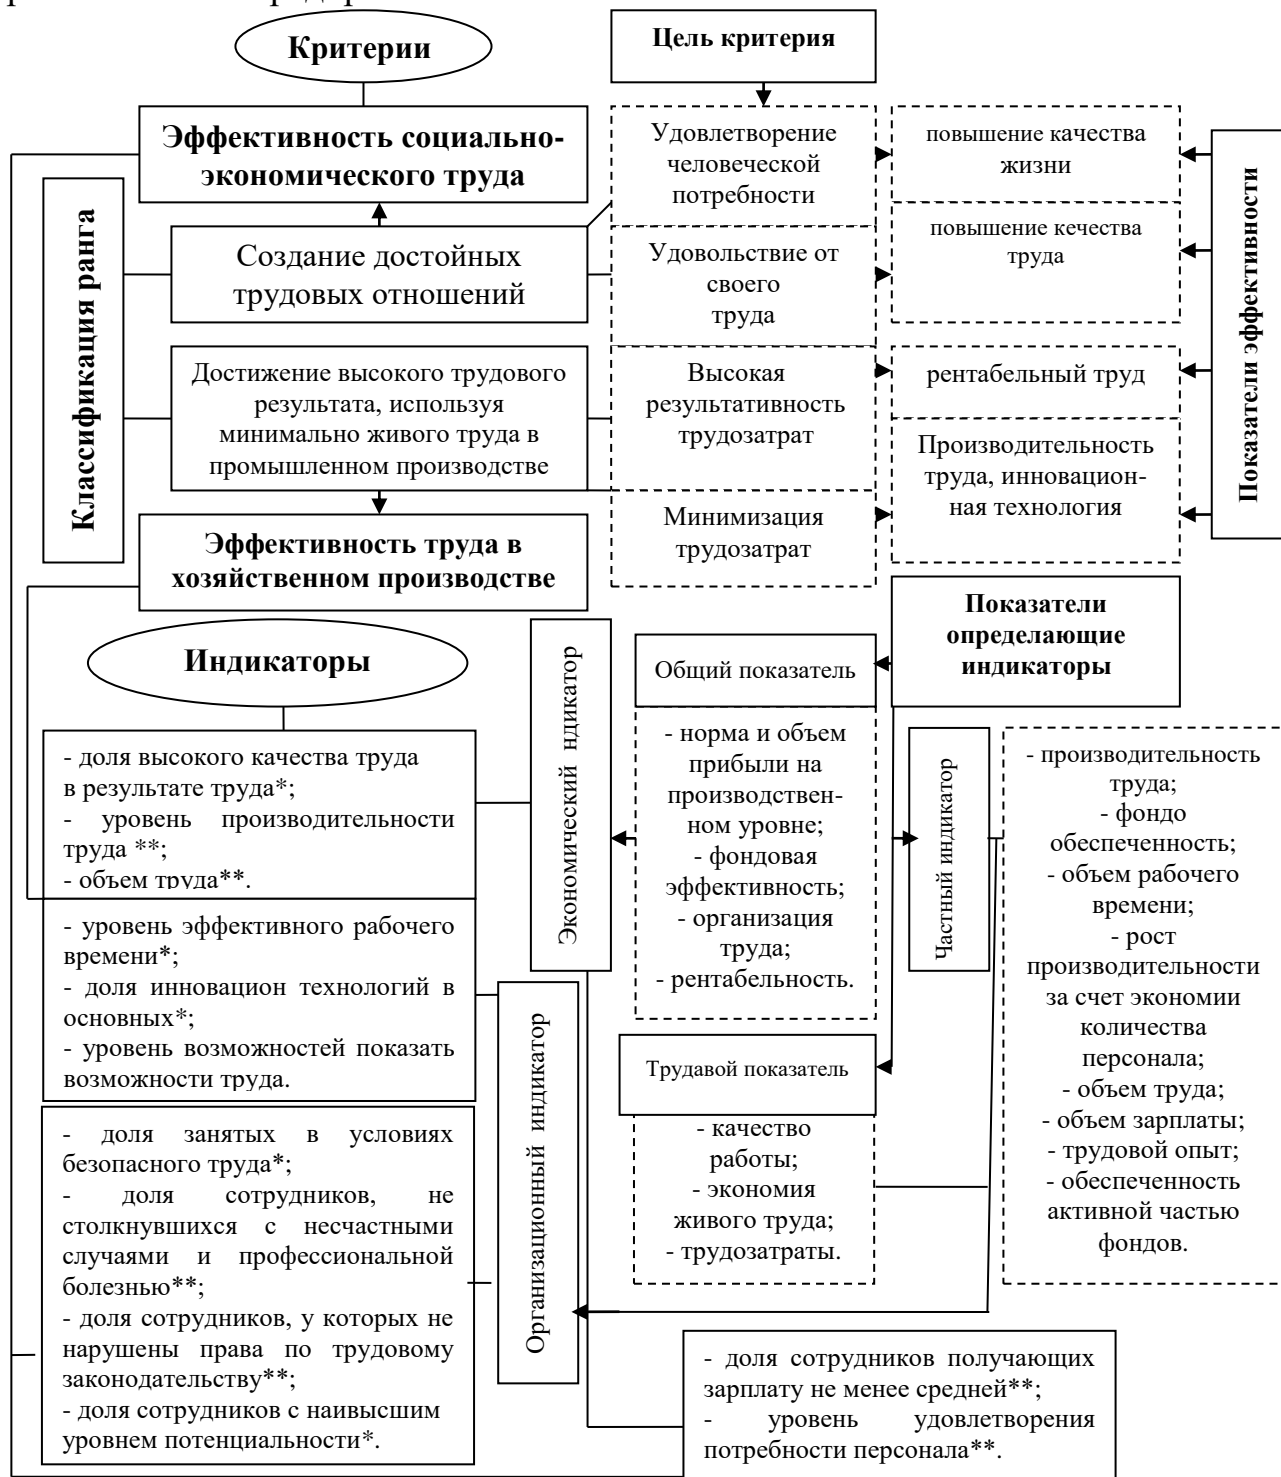 Критерии
Цель критерия
Эффективность социально-
экономического труда
Удовлетворение
человеческой
потребности
повышение качества
жизни
Показатели эффективности
Классификация ранга
Создание достойных
трудовых отношений
Удовольствие от
своего
труда
повышение кечества
труда
Достижение высокого трудового
результата, используя
минимально живого труда в
промышленном производстве
Высокая
результативность
трудозатрат
рентабельный труд
Производительность
труда, инновацион-
ная технология
Минимизация
трудозатрат
Эффективность труда в
хозяйственном производстве
Показатели
определяющие
индикаторы
Индикаторы
Экономический ндикатор
Общий показатель
- норма и объем
прибыли на
производствен-
ном уровне;
- фондовая
эффективность;
- организация
труда;
- рентабельность.
Частный индикатор
- производительность
труда;
- фондо
обеспеченность;
- объем рабочего
времени;
- рост
производительности
за счет экономии
количества
персонала;
- объем труда;
- объем зарплаты;
- трудовой опыт;
- обеспеченность
активной частью
фондов.
- доля высокого качества труда
в результате труда*;
- уровень производительности
труда **;
- объем труда**.
- уровень эффективного рабочего
времени*;
- доля инновацион технологий в
основных*;
- уровень возможностей показать
возможности труда.
Организационный индикатор
Трудавой показатель
- качество
работы;
- экономия
живого труда;
- трудозатраты.
- доля занятых в условиях
безопасного труда*;
- доля сотрудников, не
столкнувшихся с несчастными
случаями и профессиональной
болезнью**;
- доля сотрудников, у которых не
нарушены права по трудовому
законодательству**;
- доля сотрудников с наивысшим
уровнем потенциальности*.
- доля сотрудников получающих
зарплату не менее средней**;
- уровень удовлетворения
потребности персонала**.